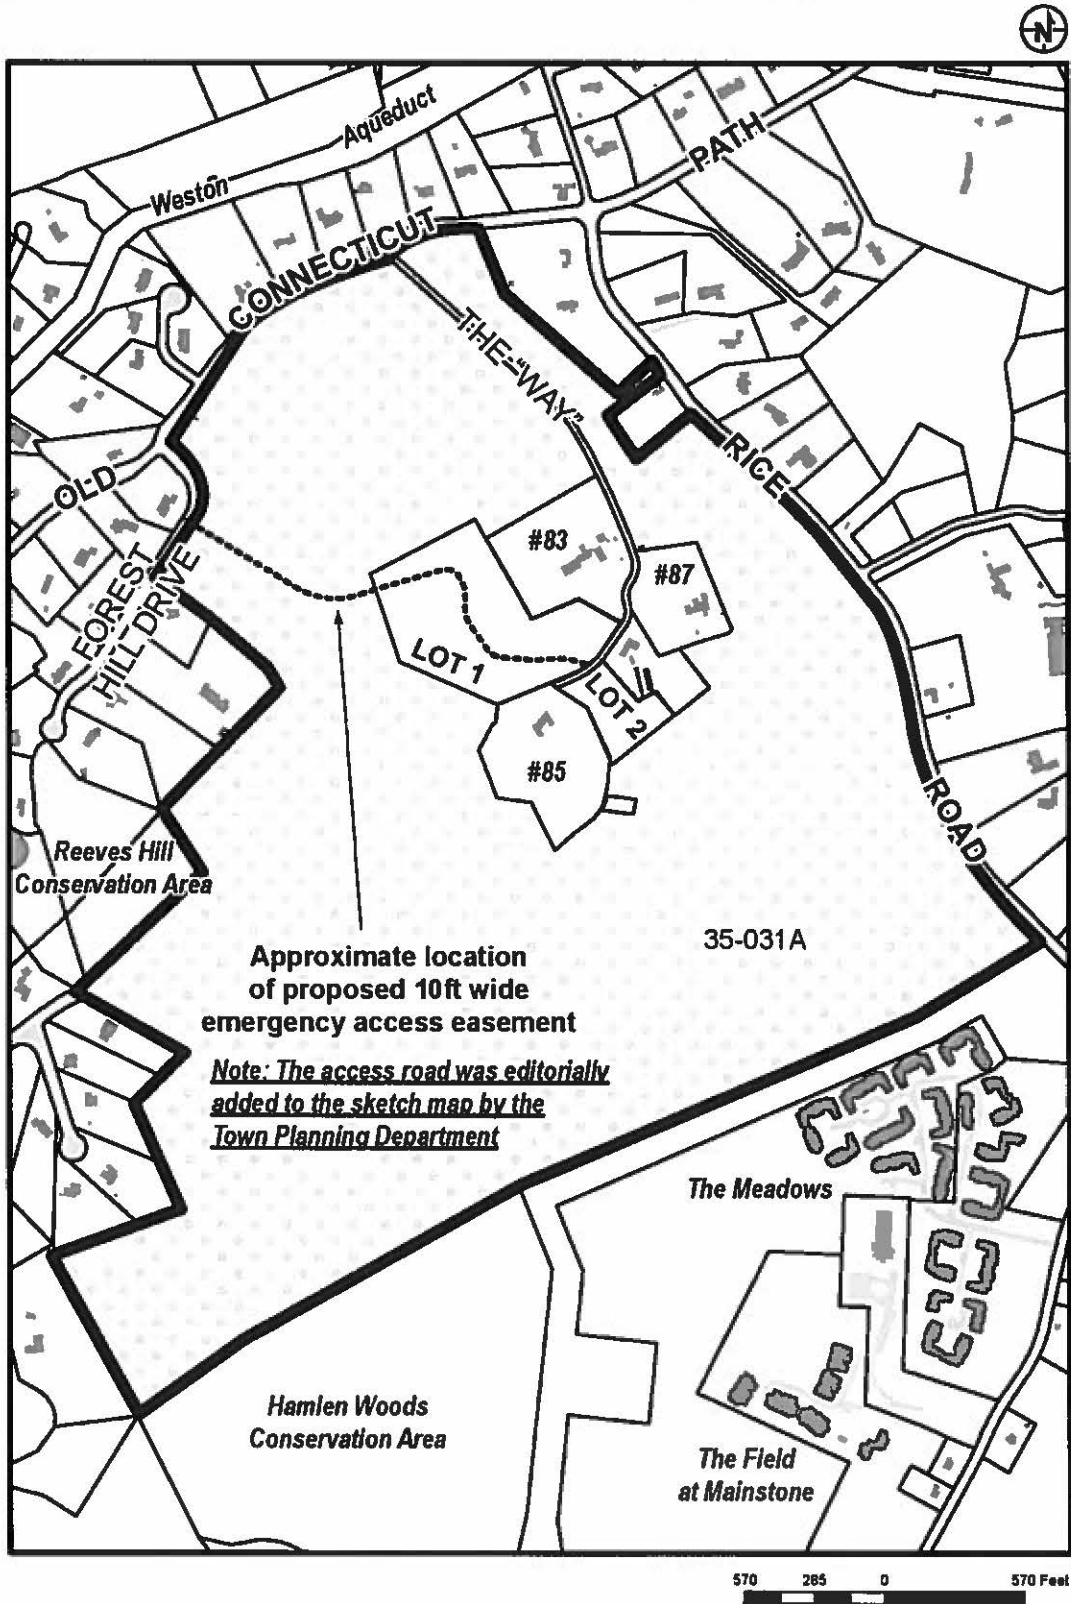 N
Aqueduct
Weston
PATH
CONNECTICUT
THE "WAY"
OLD
RICE
#83
#87
FOREST
HILL DRIVE
LOT 1
LOT 2
#85
ROAD
Reeves Hill
Conservation Area
35-031A
Approximate location
of proposed 10ft wide
emergency access easement
Note: The access road was editorially
added to the sketch map by the
Town Planning Department
The Meadows
Hamlen Woods
Conservation Area
The Field
at Mainstone
570 285 0 570 Feet